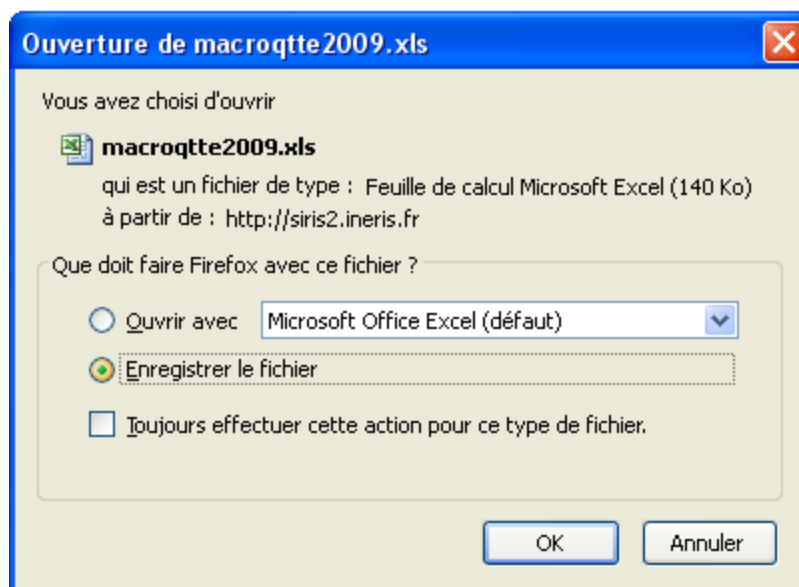 Ouverture de macroqtte2009.xls
Vous avez choisi d'ouvrir
macroqtte2009.xls
qui est un fichier de type : Feuille de calcul Microsoft Excel (140 Ko)
à partir de : http://siris2.ineris.fr
Que doit faire Firefox avec ce fichier ?
Ouvrir avec Microsoft Office Excel (défaut)
Enregistrer le fichier
Toujours effectuer cette action pour ce type de fichier.
OK Annuler